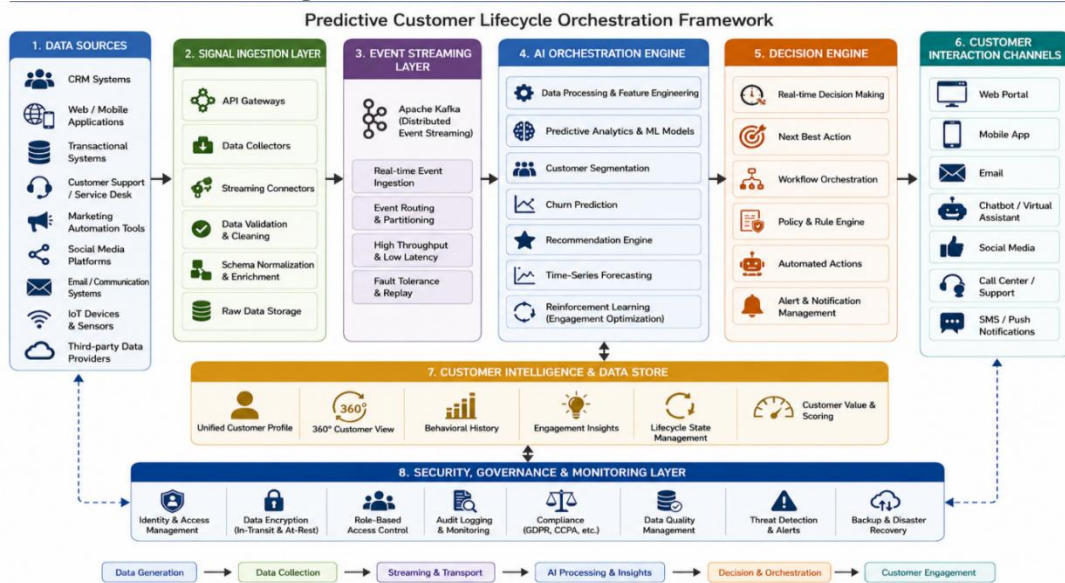 Predictive Customer Lifecycle Orchestration Framework
1. DATA SOURCES
CRM Systems
Web / Mobile
Applications
Transactional
Systems
Customer Support
/ Service Desk
Marketing
Automation Tools
Social Media
Platforms
Email / Communication
Systems
IoT Devices
& Sensors
Third-party Data
Providers
2. SIGNAL INGESTION LAYER
API Gateways
Data Collectors
Streaming Connectors
Data Validation
& Cleaning
Schema Normalization
& Enrichment
Raw Data Storage
3. EVENT STREAMING
LAYER
Apache Kafka
(Distributed
Event Streaming)
Real-time Event
Ingestion
Event Routing
& Partitioning
High Throughput
& Low Latency
Fault Tolerance
& Replay
4. AI ORCHESTRATION ENGINE
Data Processing & Feature Engineering
Predictive Analytics & ML Models
Customer Segmentation
Churn Prediction
Recommendation Engine
Time-Series Forecasting
Reinforcement Learning
(Engagement Optimization)
5. DECISION ENGINE
Real-time Decision Making
Next Best Action
Workflow Orchestration
Policy & Rule Engine
Automated Actions
Alert & Notification
Management
6. CUSTOMER
INTERACTION CHANNELS
Web Portal
Mobile App
Email
Chatbot / Virtual
Assistant
Social Media
Call Center /
Support
SMS / Push
Notifications
7. CUSTOMER INTELLIGENCE & DATA STORE
Unified Customer Profile
360°
360° Customer View
Behavioral History
Engagement Insights
Lifecycle State
Management
Customer Value &
Scoring
8. SECURITY, GOVERNANCE & MONITORING LAYER
Identity & Access
Management
Data Encryption
(In-Transit & At-Rest)
Role-Based
Access Control
Audit Logging
& Monitoring
Compliance
(GDPR, CCPA, etc.)
Data Quality
Management
Threat Detection
& Alerts
Backup & Disaster
Recovery
Data Generation
Data Collection
Streaming & Transport
AI Processing & Insights
Decision & Orchestration
Customer Engagement